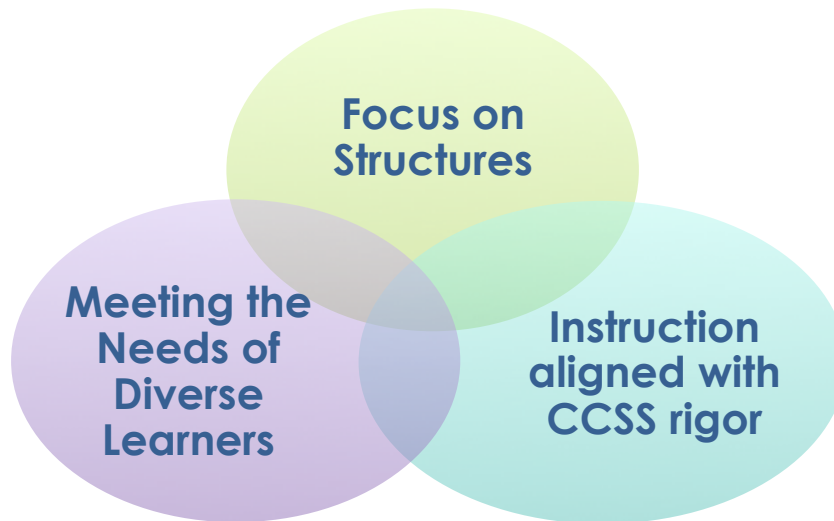 Focus on
Structures
Meeting the
Needs of
Diverse
Learners
Instruction
aligned with
CCSS rigor